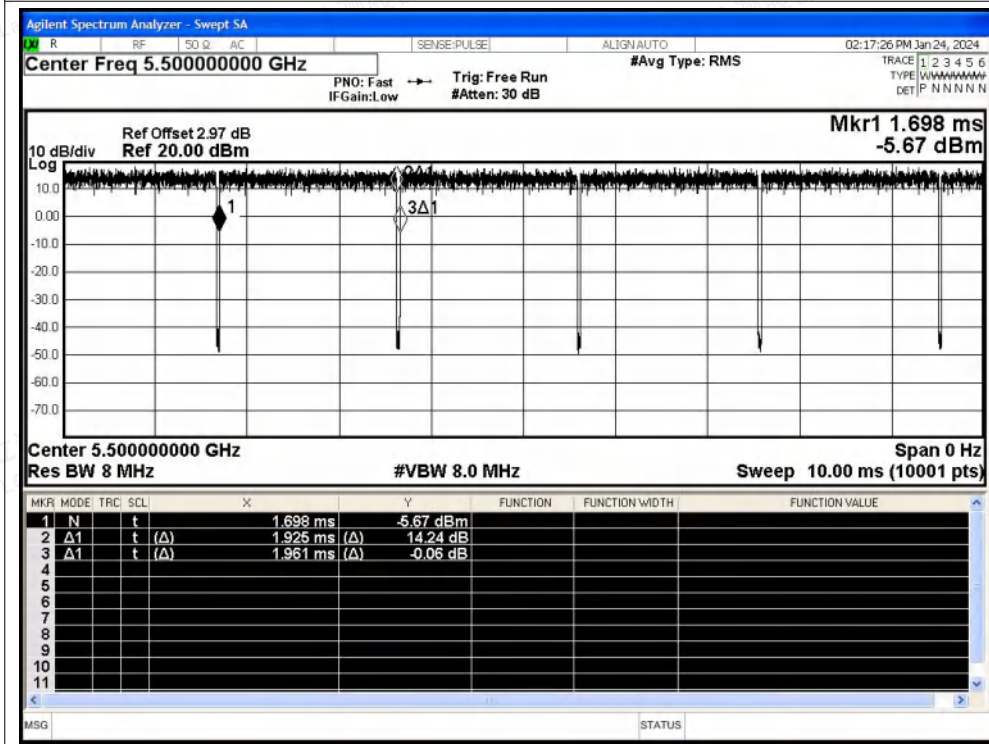 Agilent Spectrum Analyzer - Swept SA
LXI R RF 50 Ω AC SENSE:PULSE ALIGNAUTO 02:17:26 PM Jan 24, 2024
Center Freq 5.500000000 GHz #Avg Type: RMS TRACE 1 2 3 4 5 6
PNO: Fast Trig: Free Run TYPE WWWWWW
IFGain:Low #Atten: 30 dB DET P N N N N N
Mkr1 1.698 ms
Ref Offset 2.97 dB
10 dB/div Ref 20.00 dBm -5.67 dBm
Log
2Δ1
10.0
1 3Δ1
0.00
-10.0
-20.0
-30.0
-40.0
-50.0
-60.0
-70.0
Center 5.500000000 GHz Span 0 Hz
Res BW 8 MHz #VBW 8.0 MHz Sweep 10.00 ms (10001 pts)
MKR MODE TRC SCL X Y FUNCTION FUNCTION WIDTH FUNCTION VALUE
1 N t 1.698 ms -5.67 dBm
2 Δ1 t (Δ) 1.925 ms (Δ) 14.24 dB
3 Δ1 t (Δ) 1.961 ms (Δ) -0.06 dB
4
5
6
7
8
9
10
11
MSG STATUS